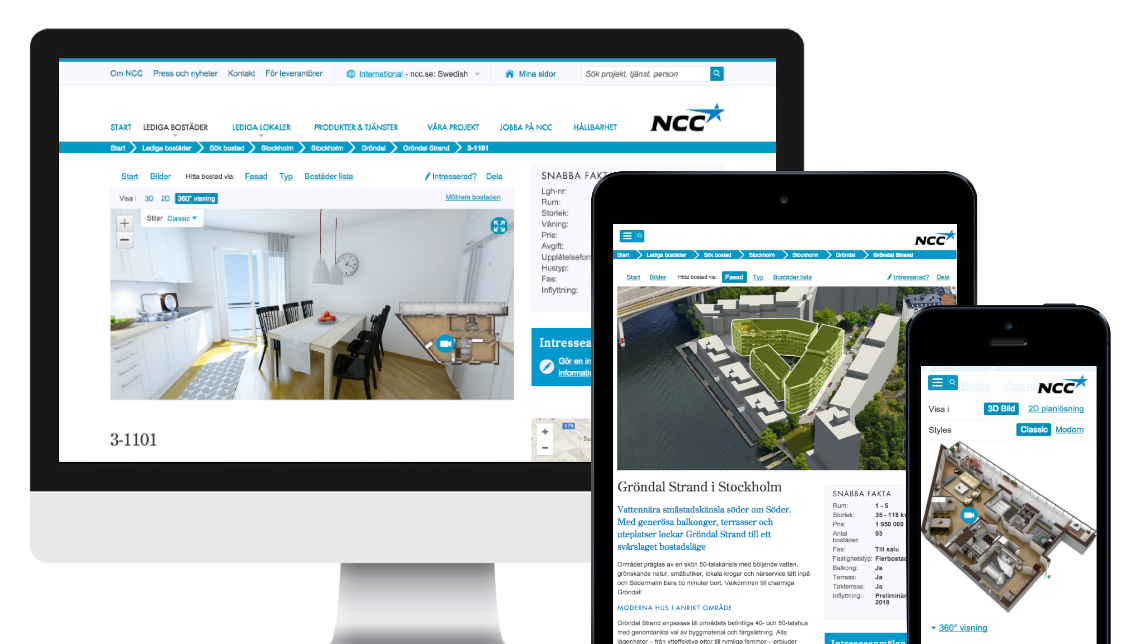 Om NCC Press och nyheter Kontakt För leverantörer International - ncc.se: Swedish Mina sidor Sök projekt, tjänst, person
START LEDIGA BOSTÄDER LEDIGA LOKALER PRODUKTER & TJÄNSTER VÅRA PROJEKT JOBBA PÅ NCC HÅLLBARHET NCC
Start Lediga bostäder Sök bostad Stockholm Stockholm Gröndal Gröndal Strand 3-1101
Start Bilder Hitta bostad via: Fasad Typ Bostäder lista Intresserad? Dela
Visa i 3D 2D 360° visning Möblera bostaden
Stilar Classic
+
−
3-1101
SNABBA FAKTA
Lgh-nr:
Rum:
Storlek:
Våning:
Pris:
Avgift:
Upplåtelseform
Hustyp:
Fas:
Inflyttning:
Intressea
Gör en in
informatio
+
−
279
NCC
Start Lediga bostäder Sök bostad Stockholm Stockholm Gröndal Gröndal Strand
Start Bilder Hitta bostad via: Fasad Typ Bostäder lista Intresserad? Dela
Gröndal Strand i Stockholm
Vattennära småstadskänsla söder om Söder.
Med generösa balkonger, terrasser och
uteplatser lockar Gröndal Strand till ett
svårslaget bostadsläge
Området präglas av en skön 50-talskänsla med böljande vatten,
grönskande natur, småbutiker, lokala krogar och närservice tätt inpå
och Södermalm bara tio minuter bort. Välkommen till charmiga
Gröndal!
MODERNA HUS I ANRIKT OMRÅDE
Gröndal Strand anpassas till områdets befintliga 40- och 50-talshus
med genomtänkta val av byggmaterial och färgsättning. Alla
lägenheter – från yteffektiva ettor till rymliga femmor – erbjuder
SNABBA FAKTA
Rum: 1 - 5
Storlek: 35 - 118 kv
Pris: 1 950 000
Antal bostäder: 93
Fas: Till salu
Fastighetstyp: Flerbostad
Balkong: Ja
Terrass: Ja
Takterrass: Ja
Inflyttning: Preliminär
2018
Intresseanmälan
Bilder Visa
NCC
Visa i 3D Bild 2D planlösning
Styles Classic Modern
360° visning